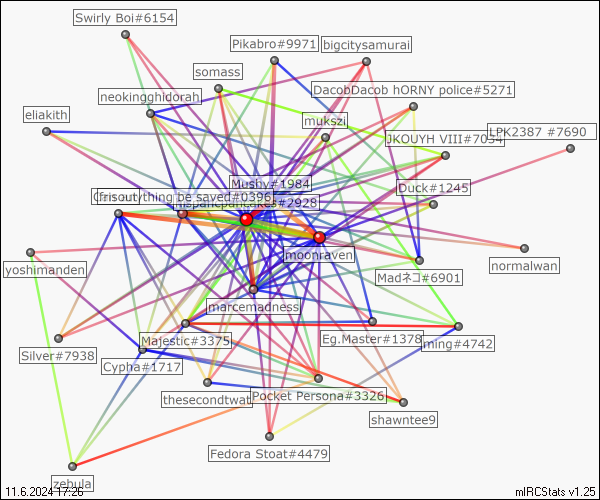 Swirly Boi#6154
Pikabro#9971
bigcitysamurai
somass
DacobDacob hORNY police#5271
neokingghidorah
mukszi
eliakith
LPK2387 #7690
JKOUYH VIII#7034
Mushy#1984
Duck#1245
be saved#0396
#2928
moonraven
normalwan
yoshimanden
Madネコ#6901
marcemadness
Majestic#3375
Eg.Master#1378
ming#4742
Silver#7938
Cypha#1717
thesecondtwat
Pocket Persona#3326
shawntee9
Fedora Stoat#4479
zebula
11.6.2024 17:26
mIRCStats v1.25